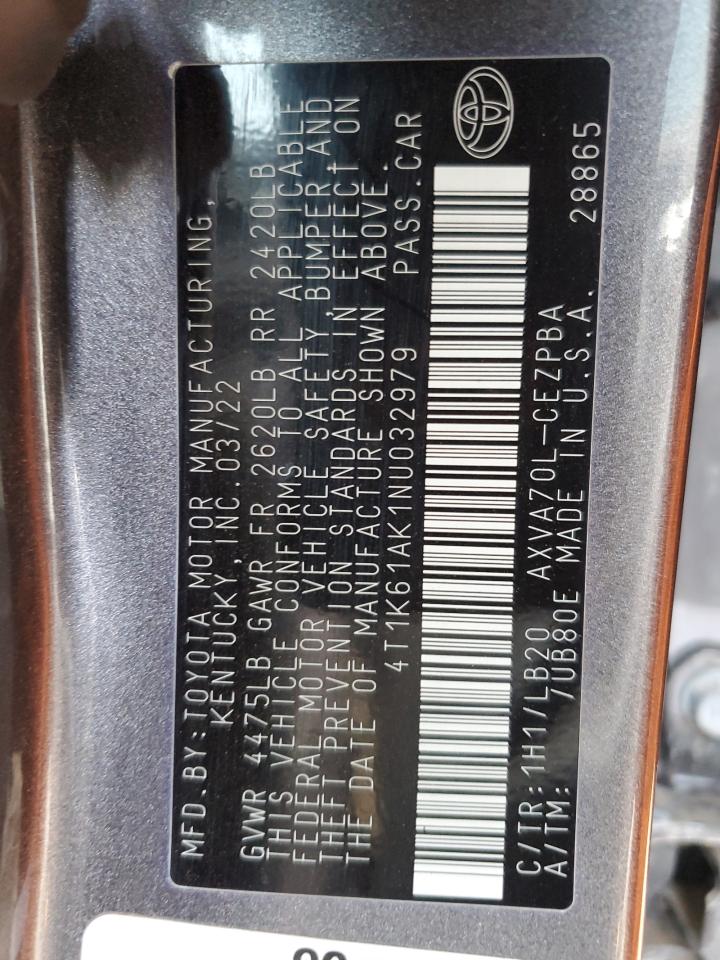 MFD.BY:TOYOTA MOTOR MANUFACTURING,
KENTUCKY, INC.03/22
GVWR 4475LB GAWR FR 2620LB RR 2420LB
THIS VEHICLE CONFORMS TO ALL APPLICABLE
FEDERAL MOTOR VEHICLE SAFETY, BUMPER, AND
THEFT PREVENTION STANDARDS IN EFFECT ON
THE DATE OF MANUFACTURE SHOWN ABOVE.
4T1K61AK1NU032979 PASS.CAR
C/TR:1H1/LB20 AXVA70L-CEZPBA 28865
A/TM: 7UB80E MADE IN U.S.A.